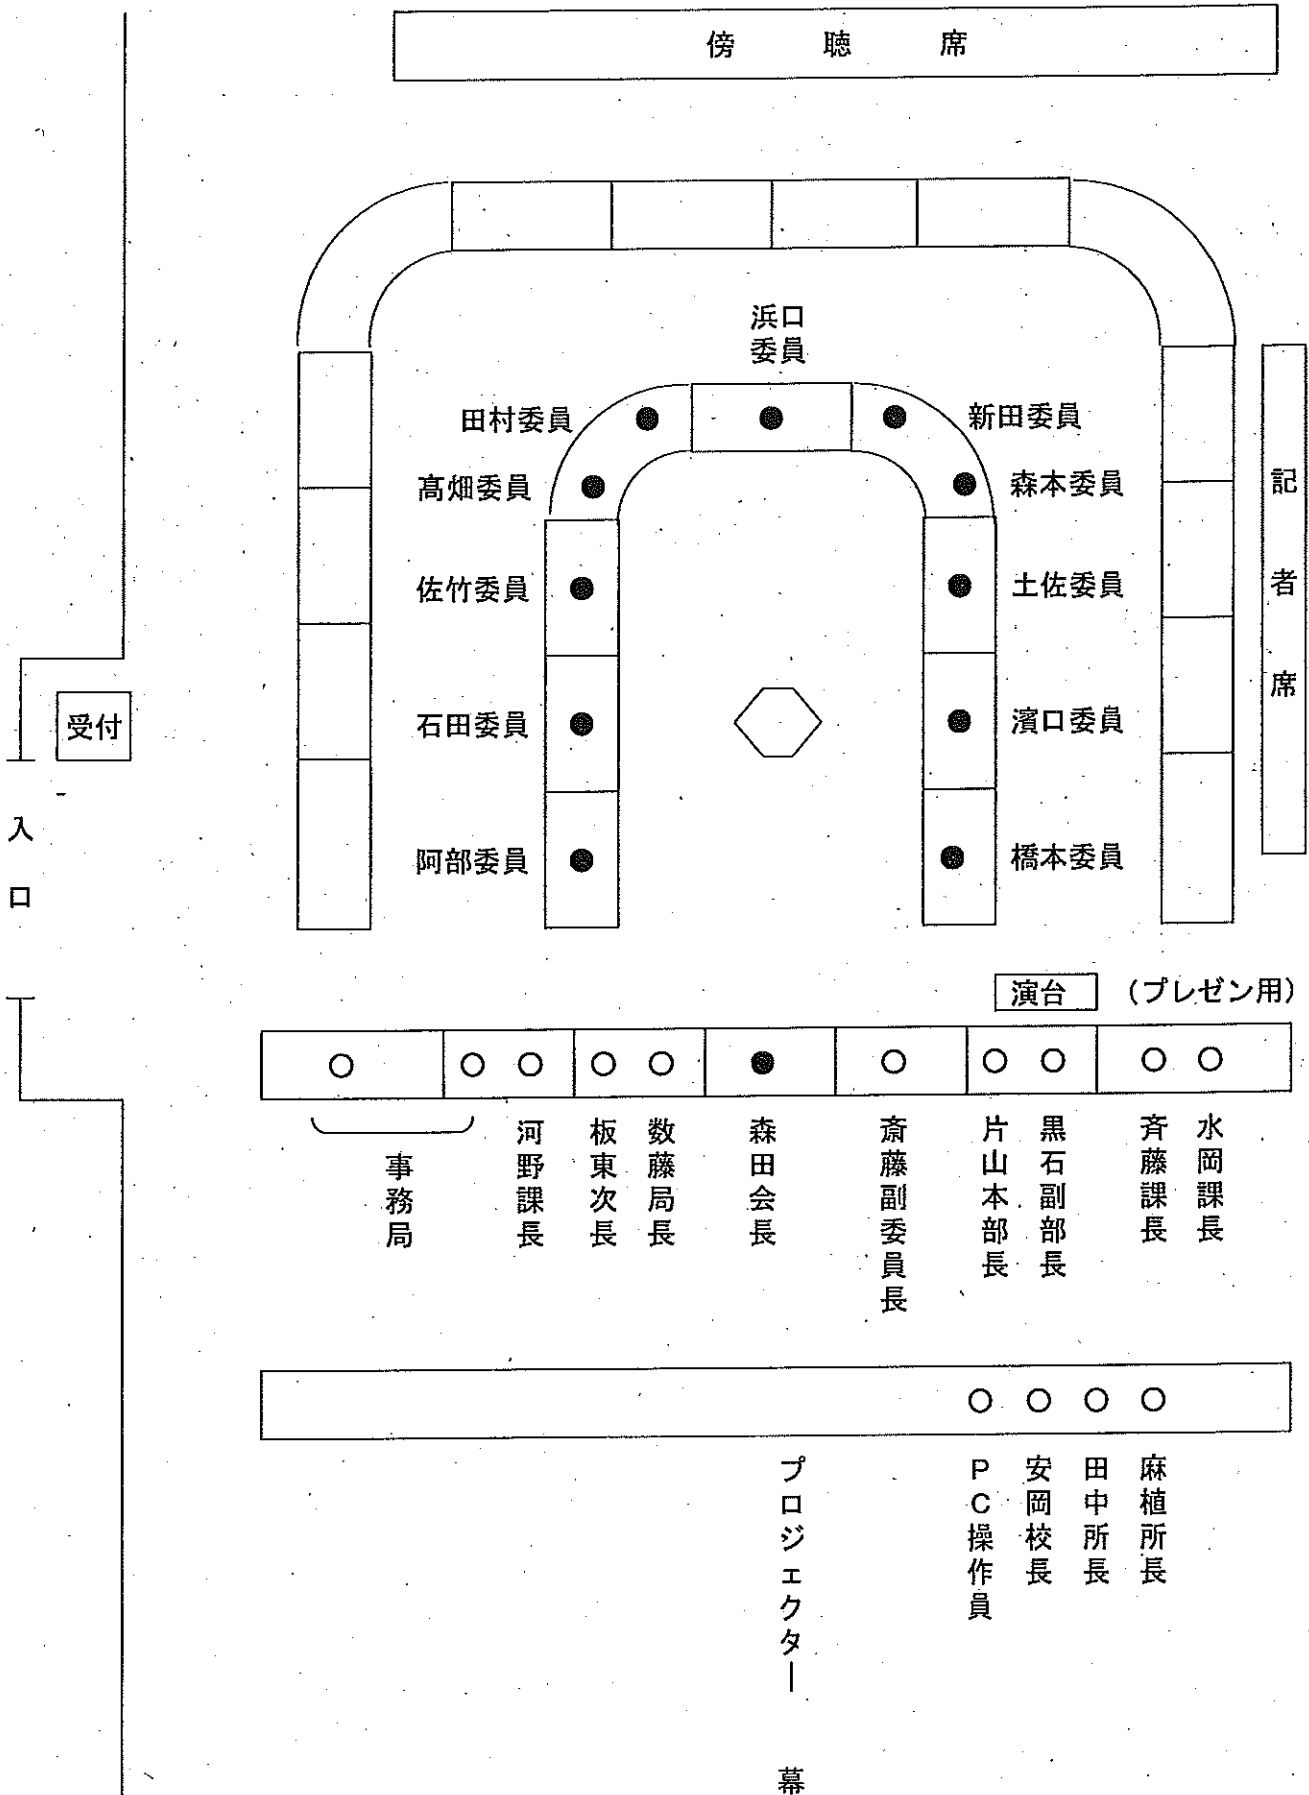 傍聴席
浜口
委員
田村委員
新田委員
高畑委員
森本委員
佐竹委員
土佐委員
石田委員
濱口委員
阿部委員
橋本委員
記者席
受付
入口
演台
（プレゼン用）
事務局
河野課長
板東次長
数藤局長
森田会長
斎藤副委員長
片山本部長
黒石副部長
斉藤課長
水岡課長
プロジェクター
PC操作員
安岡校長
田中所長
麻植所長
幕